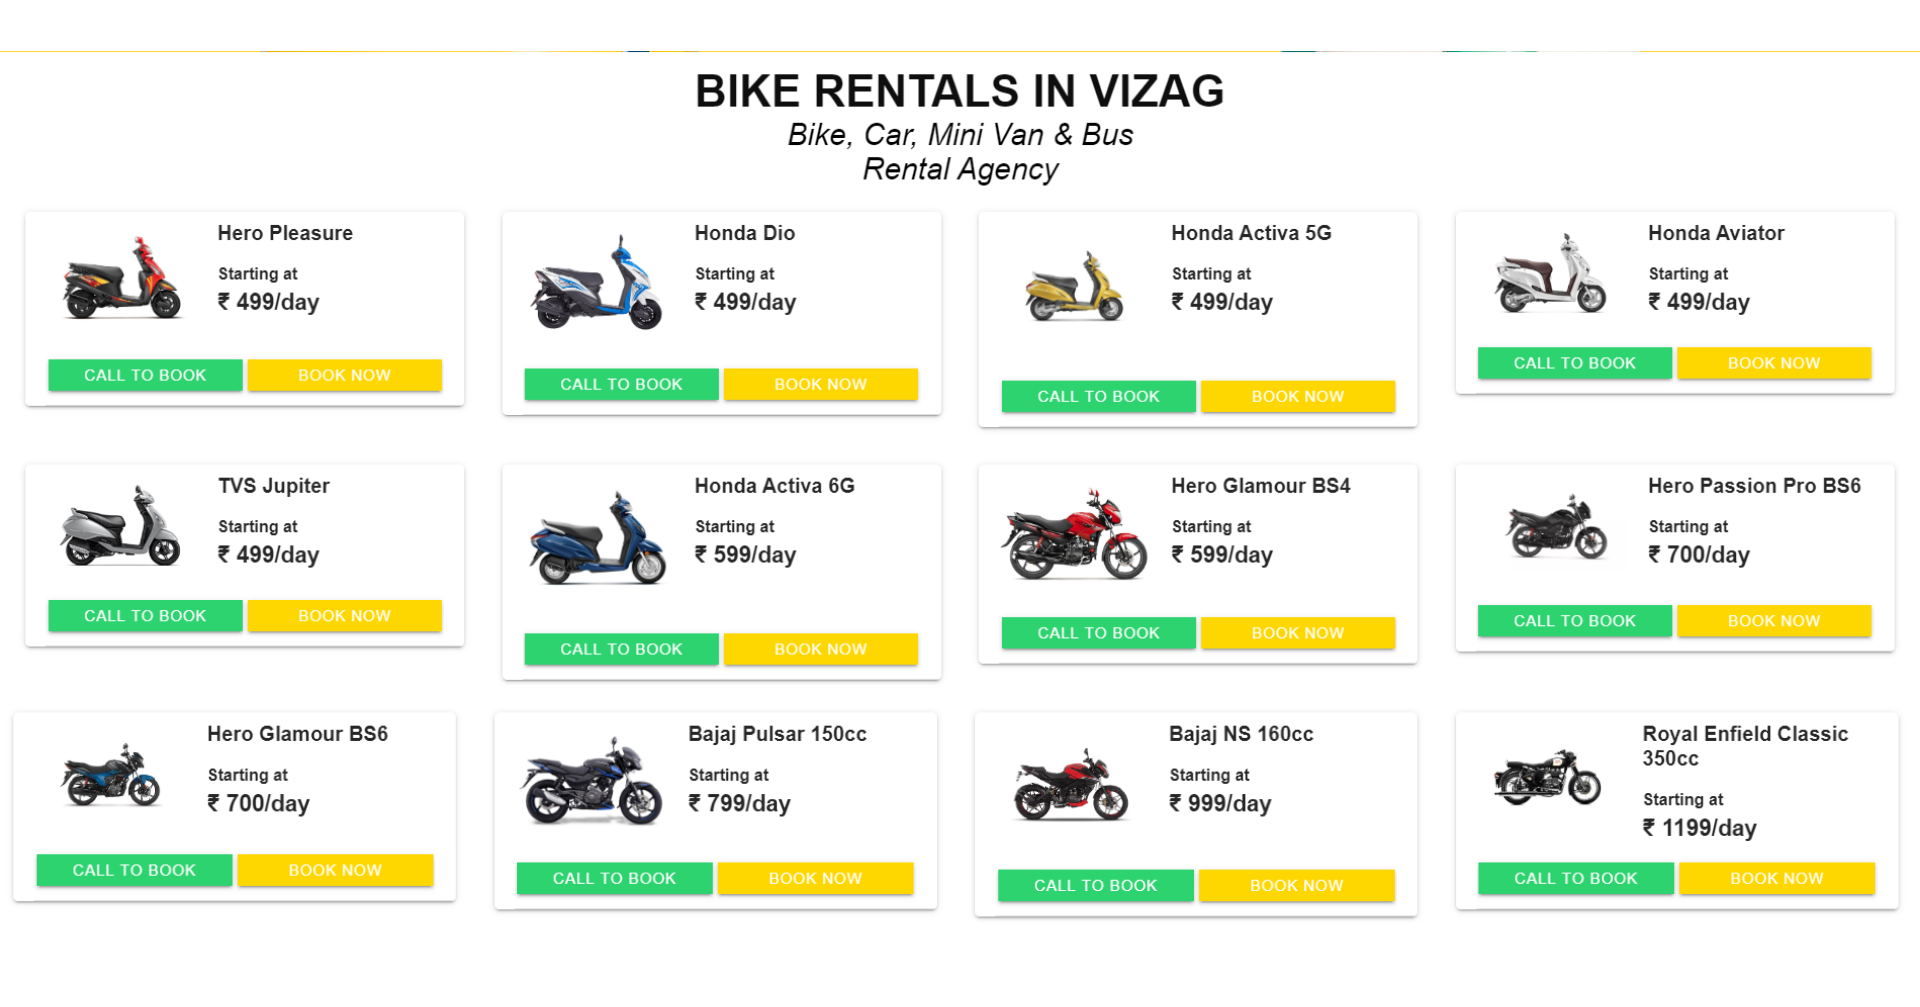 BIKE RENTALS IN VIZAG
Bike, Car, Mini Van & Bus
Rental Agency
Hero Pleasure
Starting at
₹ 499/day
CALL TO BOOK
BOOK NOW
Honda Dio
Starting at
₹ 499/day
CALL TO BOOK
BOOK NOW
Honda Activa 5G
Starting at
₹ 499/day
CALL TO BOOK
BOOK NOW
Honda Aviator
Starting at
₹ 499/day
CALL TO BOOK
BOOK NOW
TVS Jupiter
Starting at
₹ 499/day
CALL TO BOOK
BOOK NOW
Honda Activa 6G
Starting at
₹ 599/day
CALL TO BOOK
BOOK NOW
Hero Glamour BS4
Starting at
₹ 599/day
CALL TO BOOK
BOOK NOW
Hero Passion Pro BS6
Starting at
₹ 700/day
CALL TO BOOK
BOOK NOW
Hero Glamour BS6
Starting at
₹ 700/day
CALL TO BOOK
BOOK NOW
Bajaj Pulsar 150cc
Starting at
₹ 799/day
CALL TO BOOK
BOOK NOW
Bajaj NS 160cc
Starting at
₹ 999/day
CALL TO BOOK
BOOK NOW
Royal Enfield Classic
350cc
Starting at
₹ 1199/day
CALL TO BOOK
BOOK NOW